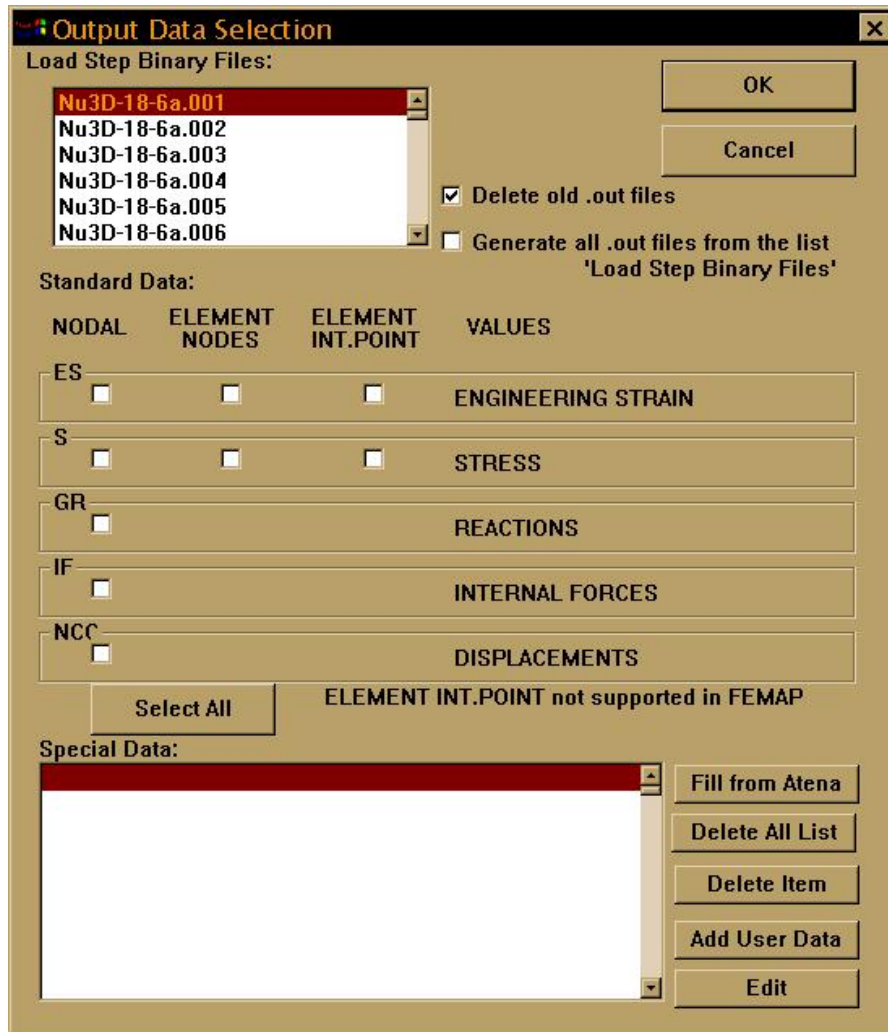 Output Data Selection
Load Step Binary Files:
Nu3D-18-6a.001
Nu3D-18-6a.002
Nu3D-18-6a.003
Nu3D-18-6a.004
Nu3D-18-6a.005
Nu3D-18-6a.006
OK
Cancel
Delete old .out files
Generate all .out files from the list
'Load Step Binary Files'
Standard Data:
NODAL ELEMENT NODES ELEMENT INT.POINT VALUES
ES
ENGINEERING STRAIN
S
STRESS
GR
REACTIONS
IF
INTERNAL FORCES
NCC
DISPLACEMENTS
Select All
ELEMENT INT.POINT not supported in FEMAP
Special Data:
Fill from Atena
Delete All List
Delete Item
Add User Data
Edit